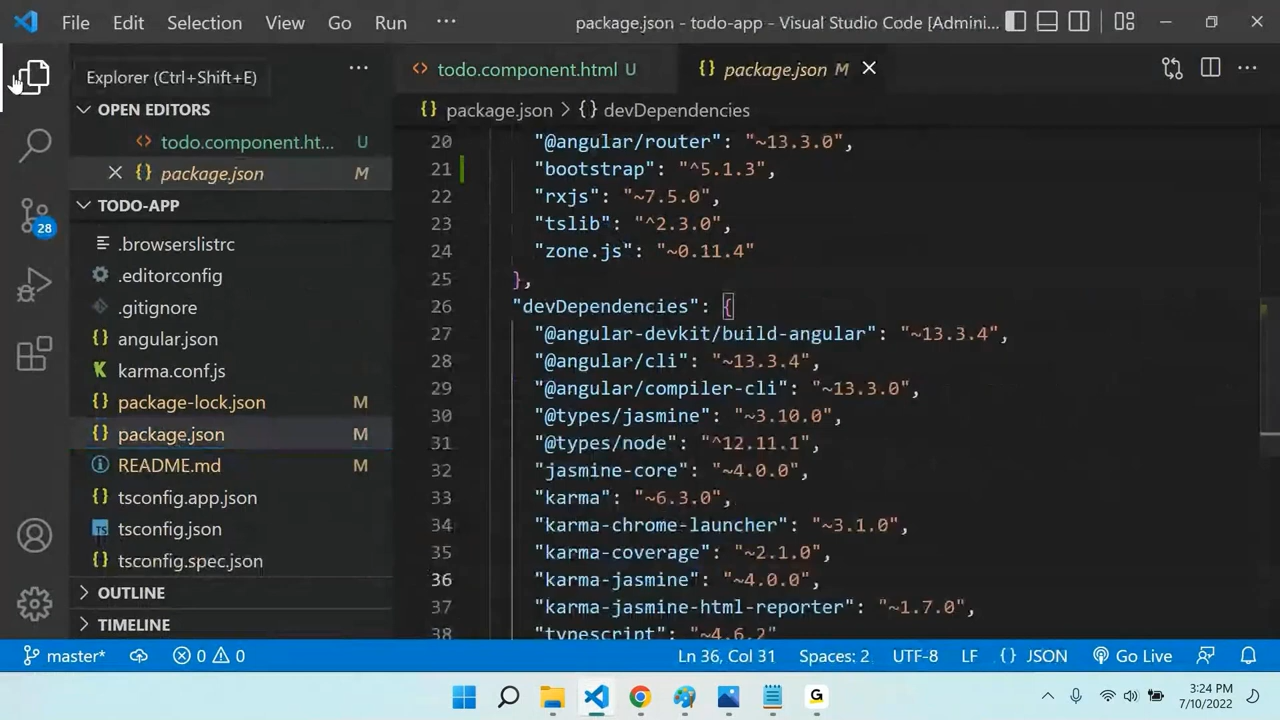 File Edit Selection View Go Run ··· package.json - todo-app - Visual Studio Code [Admini...
Explorer (Ctrl+Shift+E)
OPEN EDITORS
<> todo.component.ht... U
{} package.json M
TODO-APP
.browserslistrc
.editorconfig
.gitignore
{} angular.json
karma.conf.js
{} package-lock.json M
{} package.json M
README.md M
{} tsconfig.app.json
TS tsconfig.json
{} tsconfig.spec.json
OUTLINE
TIMELINE
28
<> todo.component.html U
{} package.json M
{} package.json > {} devDependencies
20 "@angular/router": "~13.3.0",
21 "bootstrap": "^5.1.3",
22 "rxjs": "~7.5.0",
23 "tslib": "^2.3.0",
24 "zone.js": "~0.11.4"
25 },
26 "devDependencies": {
27 "@angular-devkit/build-angular": "~13.3.4",
28 "@angular/cli": "~13.3.4",
29 "@angular/compiler-cli": "~13.3.0",
30 "@types/jasmine": "~3.10.0",
31 "@types/node": "^12.11.1",
32 "jasmine-core": "~4.0.0",
33 "karma": "~6.3.0",
34 "karma-chrome-launcher": "~3.1.0",
35 "karma-coverage": "~2.1.0",
36 "karma-jasmine": "~4.0.0",
37 "karma-jasmine-html-reporter": "~1.7.0",
38 "typescript": "~4.6.2"
master* 0 0 Ln 36, Col 31 Spaces: 2 UTF-8 LF {} JSON Go Live
G
3:24 PM
7/10/2022